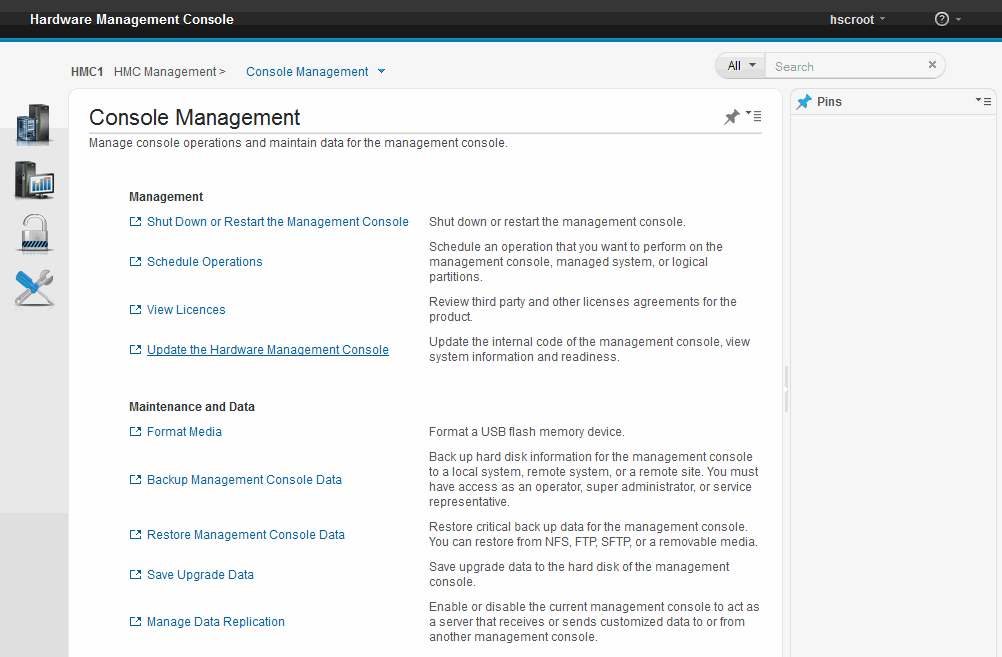 Hardware Management Console
hscroot
?
HMC1 HMC Management > Console Management
All
Search
×
Console Management
Manage console operations and maintain data for the management console.
Management
Shut Down or Restart the Management Console
Shut down or restart the management console.
Schedule Operations
Schedule an operation that you want to perform on the
management console, managed system, or logical
partitions.
View Licences
Review third party and other licenses agreements for the
product.
Update the Hardware Management Console
Update the internal code of the management console, view
system information and readiness.
Maintenance and Data
Format Media
Format a USB flash memory device.
Backup Management Console Data
Back up hard disk information for the management console
to a local system, remote system, or a remote site. You must
have access as an operator, super administrator, or service
representative.
Restore Management Console Data
Restore critical back up data for the management console.
You can restore from NFS, FTP, SFTP, or a removable media.
Save Upgrade Data
Save upgrade data to the hard disk of the management
console.
Manage Data Replication
Enable or disable the current management console to act as
a server that receives or sends customized data to or from
another management console.
Pins